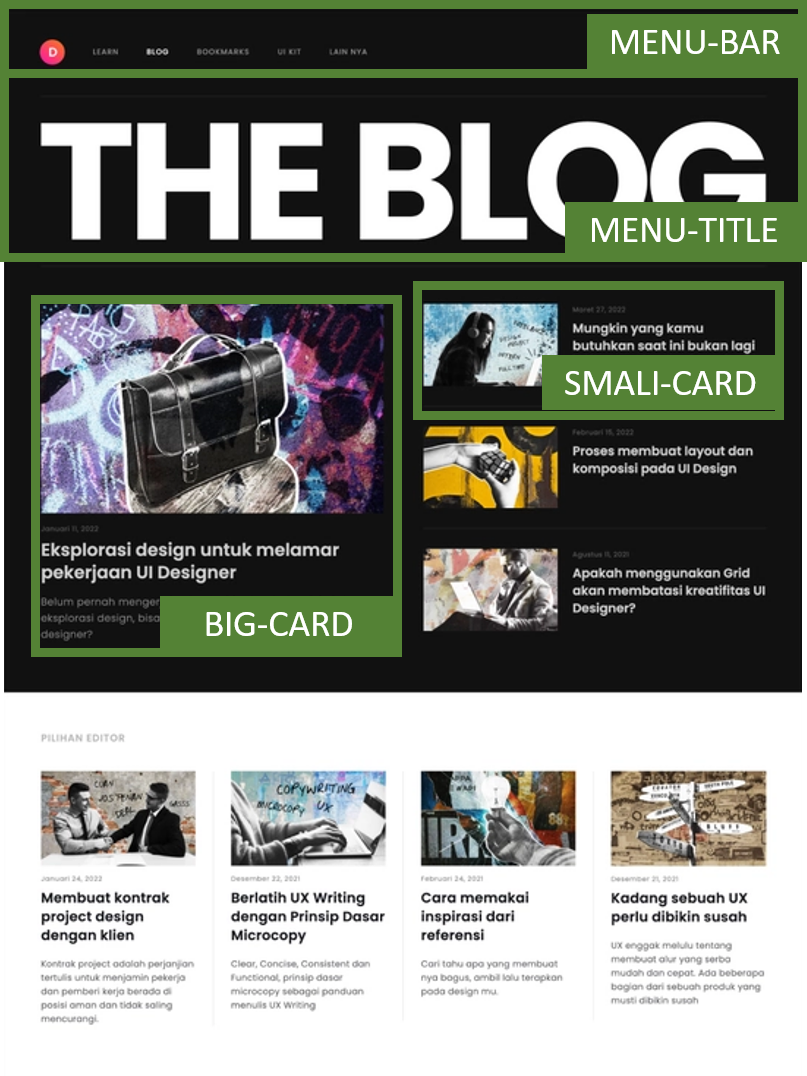 D LEARN BLOG BOOKMARKS UI KIT LAIN NYA
MENU-BAR
THE BLOG
MENU-TITLE
Januari 11, 2022
Eksplorasi design untuk melamar
pekerjaan UI Designer
Belum pernah
eksplorasi design, bisa
designer?
BIG-CARD
Maret 27, 2022
Mungkin yang kamu
butuhkan saat ini bukan lagi
SMALI-CARD
Februari 15, 2022
Proses membuat layout dan
komposisi pada UI Design
Agustus 11, 2021
Apakah menggunakan Grid
akan membatasi kreatifitas UI
Designer?
PILIHAN EDITOR
COPYWRITING
MICROCOPY UX
Januari 24, 2022
Membuat kontrak
project design
dengan klien
Kontrak project adalah perjanjian
tertulis untuk menjamin pekerja
dan pemberi kerja berada di
posisi aman dan tidak saling
mencurangi.
Desember 22, 2021
Berlatih UX Writing
dengan Prinsip Dasar
Microcopy
Clear, Concise, Consistent dan
Functional, prinsip dasar
microcopy sebagai panduan
menulis UX Writing
Februari 24, 2021
Cara memakai
inspirasi dari
referensi
Cari tahu apa yang membuat
nya bagus, ambil lalu terapkan
pada design mu.
Desember 21, 2021
Kadang sebuah UX
perlu dibikin susah
UX enggak melulu tentang
membuat alur yang serba
mudah dan cepat. Ada beberapa
bagian dari sebuah produk yang
musti dibikin susah